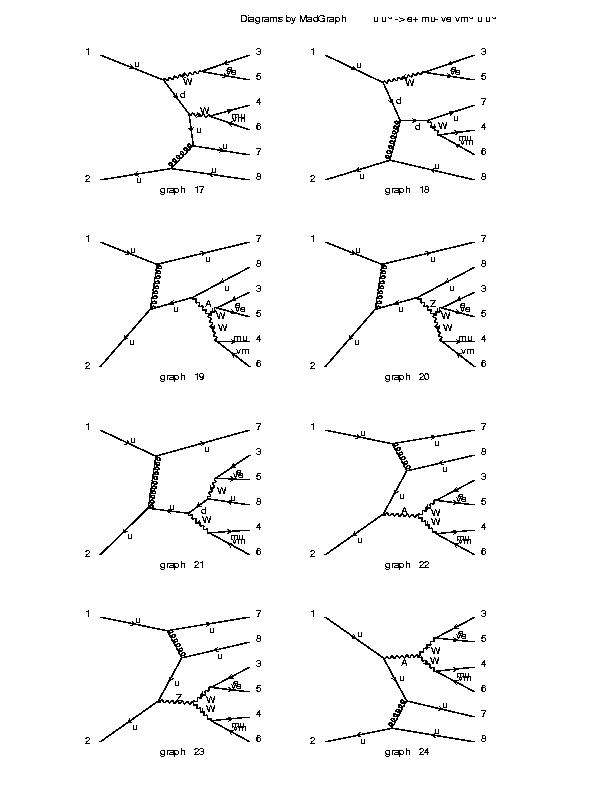 Diagrams by MadGraph u u~ -> e+ mu- ve vm~ u u~
1 u W e ve 3 5
d W mu vm 4 6
u u 7
2 u u 8
graph 17
1 u W e ve 3 5
d d u 7
W mu vm 4 6
2 u u 8
graph 18
1 u u 7
u 8
u A W e ve 3 5
2 u W mu vm 4 6
graph 19
1 u u 7
u 8
u Z W e ve 3 5
2 u W mu vm 4 6
graph 20
1 u u 7
W e ve 3 5
u d u 8
2 u W mu vm 4 6
graph 21
1 u u 7
u 8
u W e ve 3 5
2 u A W mu vm 4 6
graph 22
1 u u 7
u 8
u W e ve 3 5
2 u Z W mu vm 4 6
graph 23
1 u W e ve 3 5
A W mu vm 4 6
u u 7
2 u u 8
graph 24